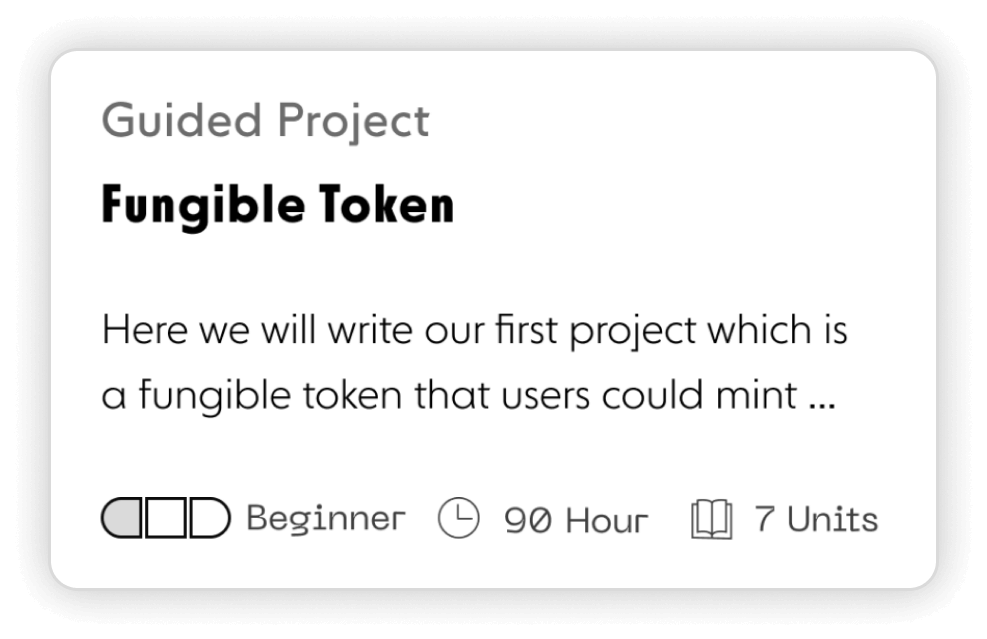 Guided Project
Fungible Token
Here we will write our first project which is
a fungible token that users could mint ...
Beginner 90 Hour 7 Units